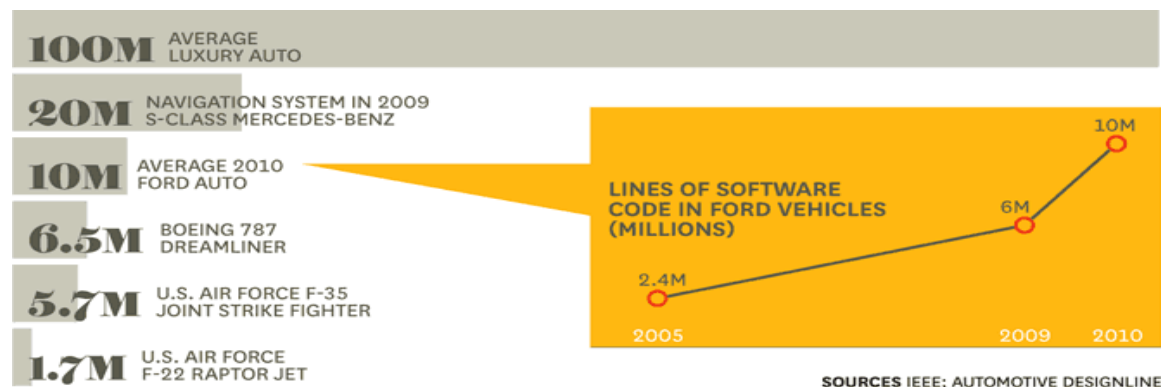 100M AVERAGE
LUXURY AUTO
20M NAVIGATION SYSTEM IN 2009
S-CLASS MERCEDES-BENZ
10M AVERAGE 2010
FORD AUTO
6.5M BOEING 787
DREAMLINER
5.7M U.S. AIR FORCE F-35
JOINT STRIKE FIGHTER
1.7M U.S. AIR FORCE
F-22 RAPTOR JET
LINES OF SOFTWARE
CODE IN FORD VEHICLES
(MILLIONS)
10M
6M
2.4M
2005 2009 2010
SOURCES IEEE; AUTOMOTIVE DESIGNLINE